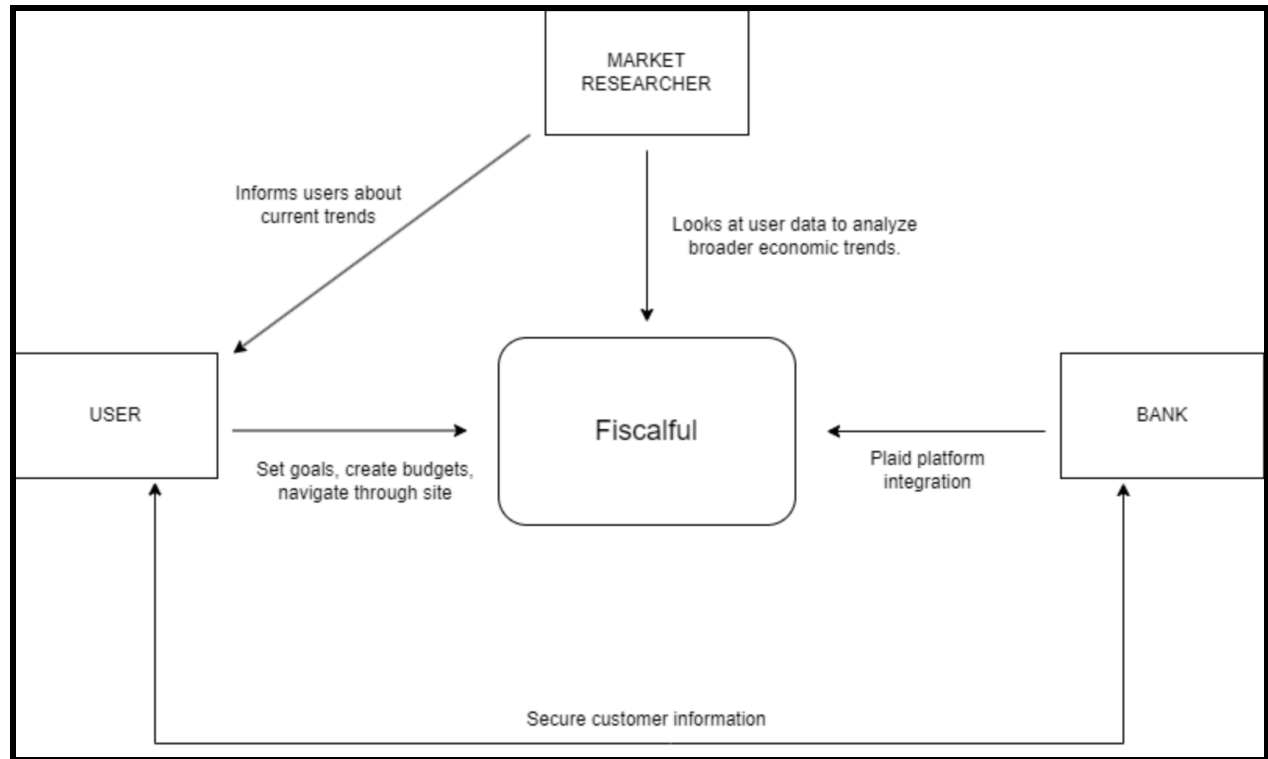 MARKET
RESEARCHER
Informs users about
current trends
Looks at user data to analyze
broader economic trends.
USER
Fiscalful
BANK
Set goals, create budgets,
navigate through site
Plaid platform
integration
Secure customer information